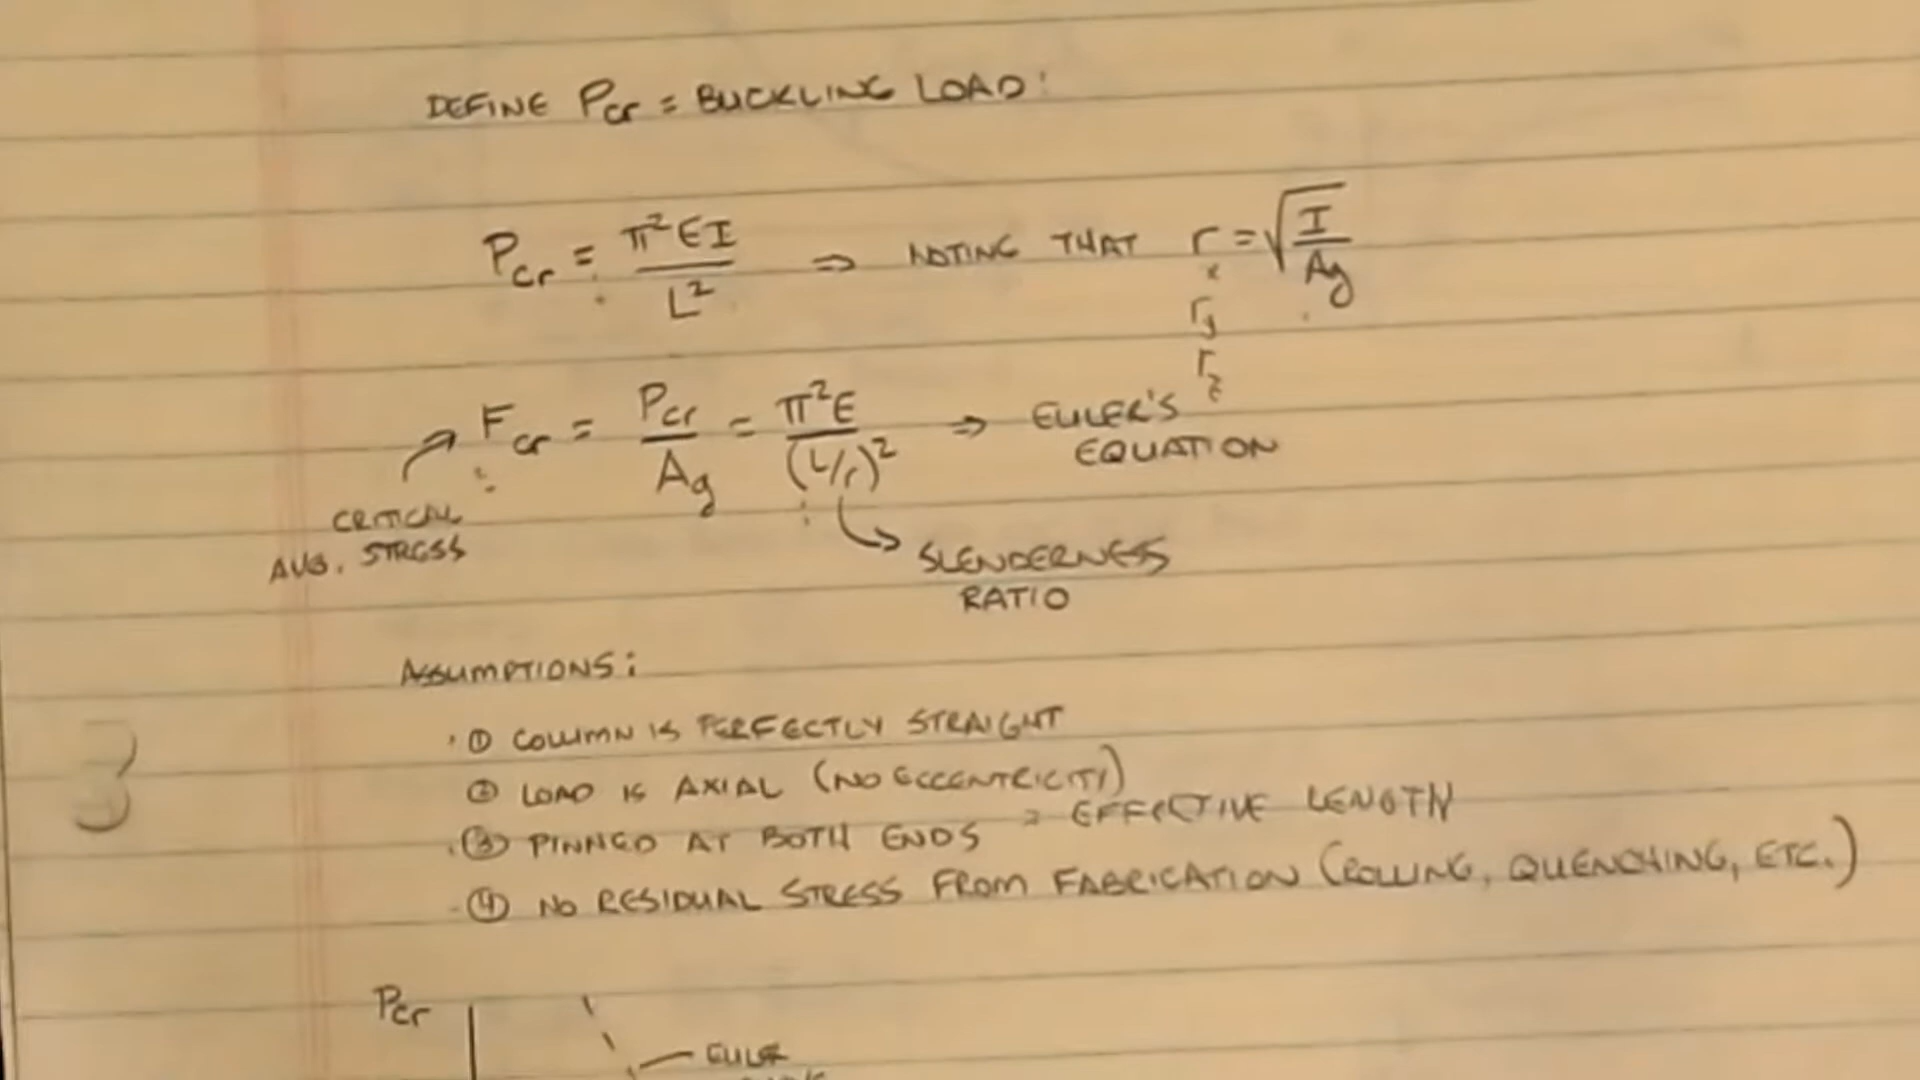 DEFINE Pcr = BUCKLING LOAD:
Pcr = π²EI / L² ⇒ NOTING THAT r = √(I / Ag)
x
ry
rz
Fcr = Pcr / Ag = π²E / (L/r)² ⇒ EULER'S EQUATION
CRITICAL
AVG. STRESS
SLENDERNESS
RATIO
ASSUMPTIONS:
① COLUMN IS PERFECTLY STRAIGHT
② LOAD IS AXIAL (NO ECCENTRICITY)
③ PINNED AT BOTH ENDS = EFFECTIVE LENGTH
④ NO RESIDUAL STRESS FROM FABRICATION (ROLLING, QUENCHING, ETC.)
3
Pcr
EULER